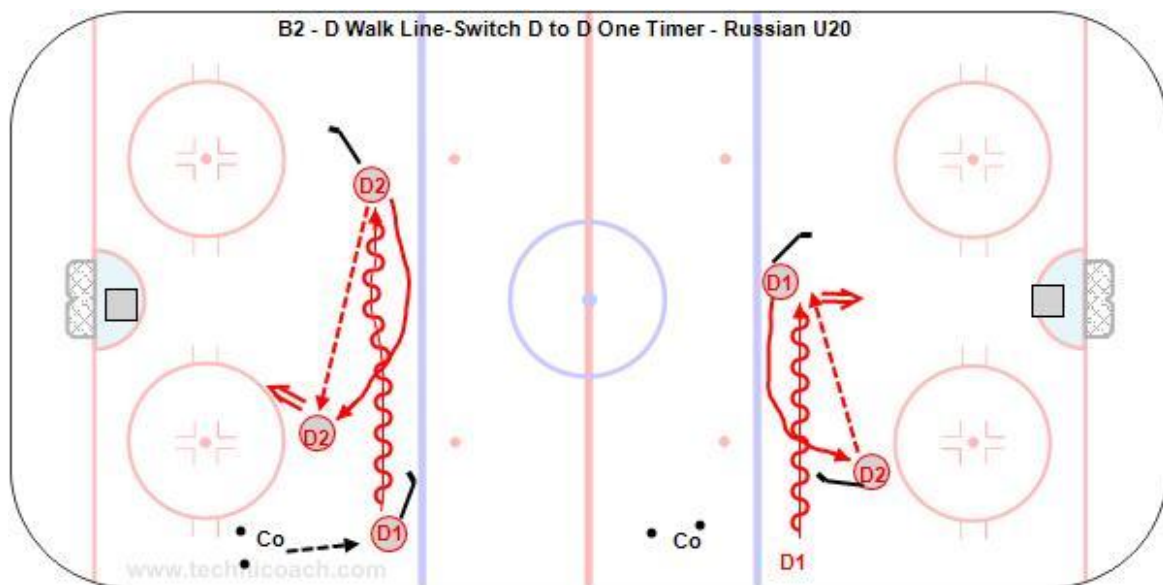 B2 - D Walk Line-Switch D to D One Timer - Russian U20
D2
D1
D2
D2
D1
Co
Co
D1
www.technicoach.com